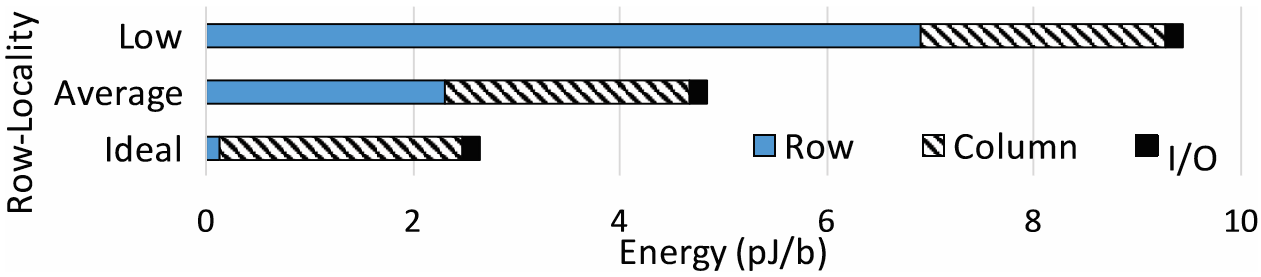 Row-Locality
Low
Average
Ideal
Row
Column
I/O
0 2 4 6 8 10
Energy (pJ/b)